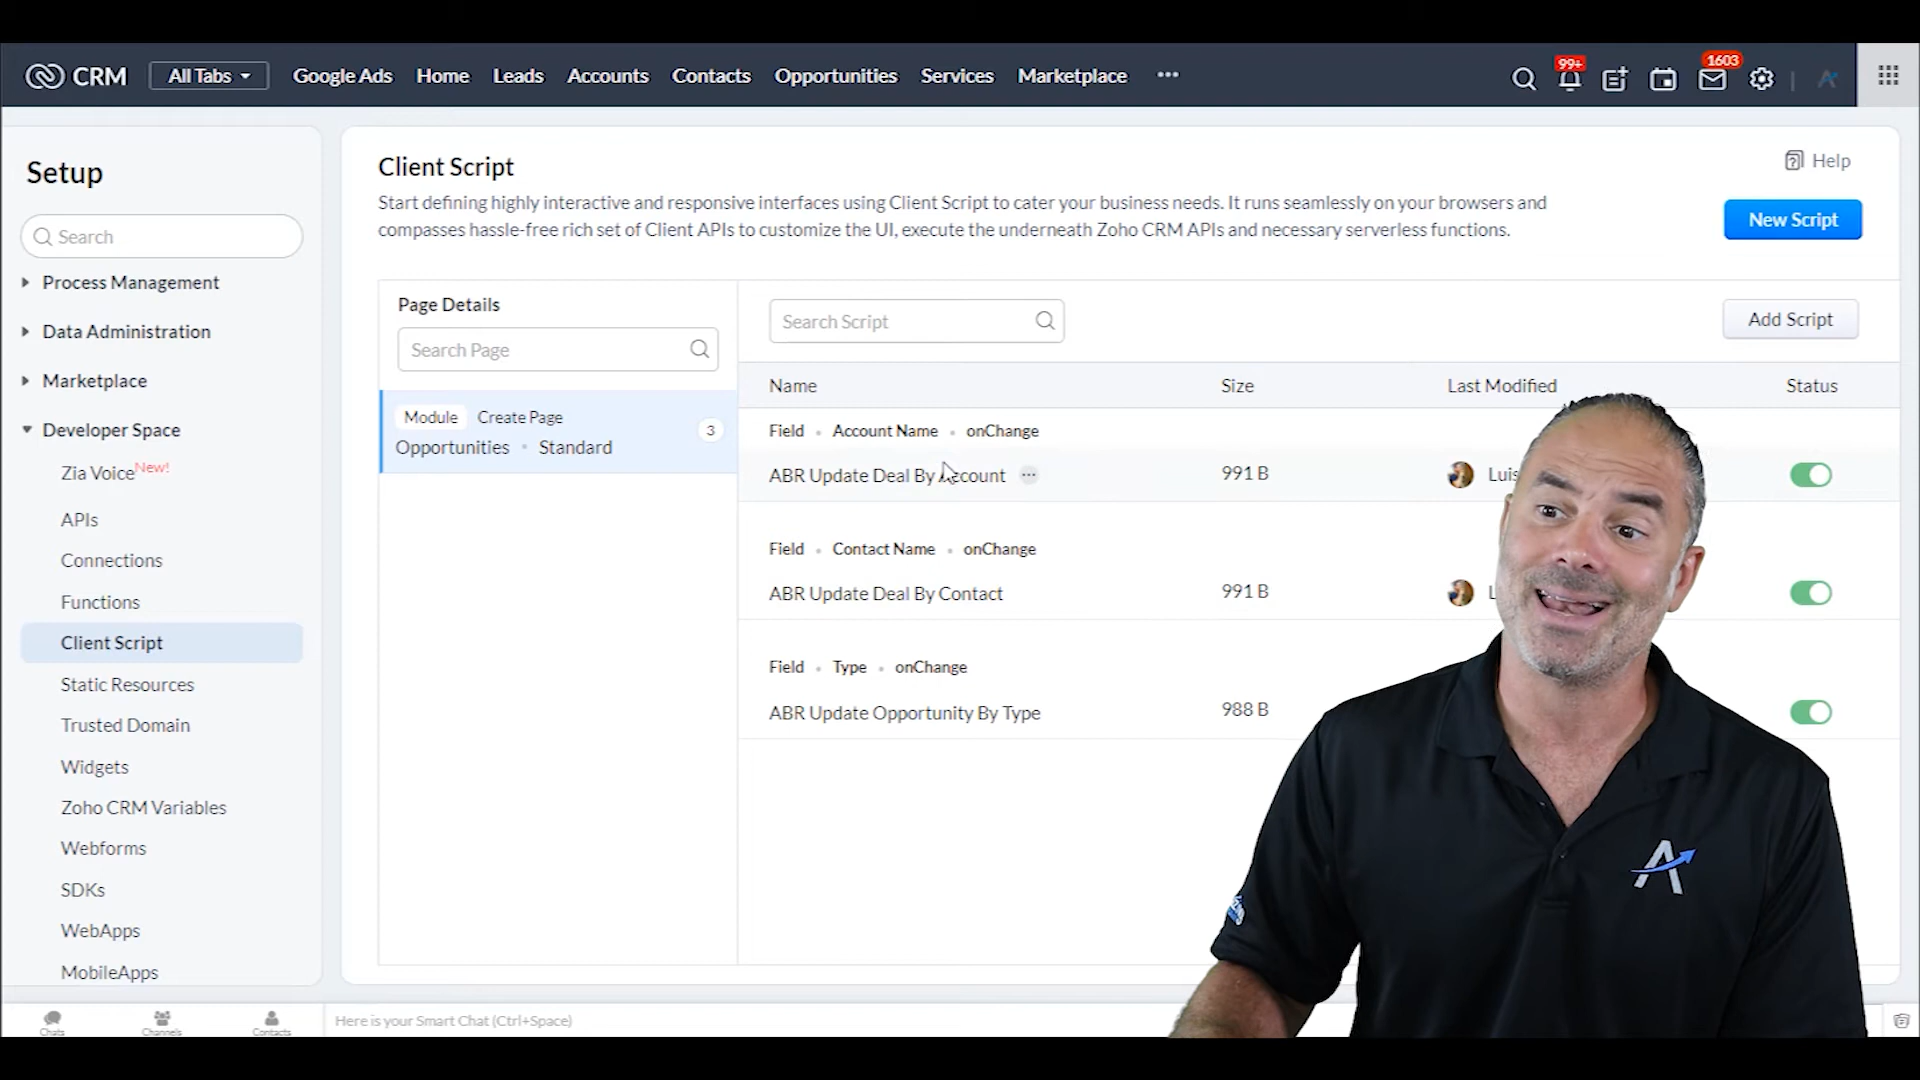 CRM
All Tabs
Google Ads
Home
Leads
Accounts
Contacts
Opportunities
Services
Marketplace
99+
1603
Setup
Search
Process Management
Data Administration
Marketplace
Developer Space
Zia Voice New!
APIs
Connections
Functions
Client Script
Static Resources
Trusted Domain
Widgets
Zoho CRM Variables
Webforms
SDKs
WebApps
MobileApps
Client Script
Help
Start defining highly interactive and responsive interfaces using Client Script to cater your business needs. It runs seamlessly on your browsers and
compasses hassle-free rich set of Client APIs to customize the UI, execute the underneath Zoho CRM APIs and necessary serverless functions.
New Script
Page Details
Search Page
Module Create Page
Opportunities • Standard
3
Search Script
Add Script
Name Size Last Modified Status
Field • Account Name • onChange
ABR Update Deal By Account ··· 991 B Luis
Field • Contact Name • onChange
ABR Update Deal By Contact 991 B L
Field • Type • onChange
ABR Update Opportunity By Type 988 B
Chats
Channels
Contacts
Here is your Smart Chat (Ctrl+Space)